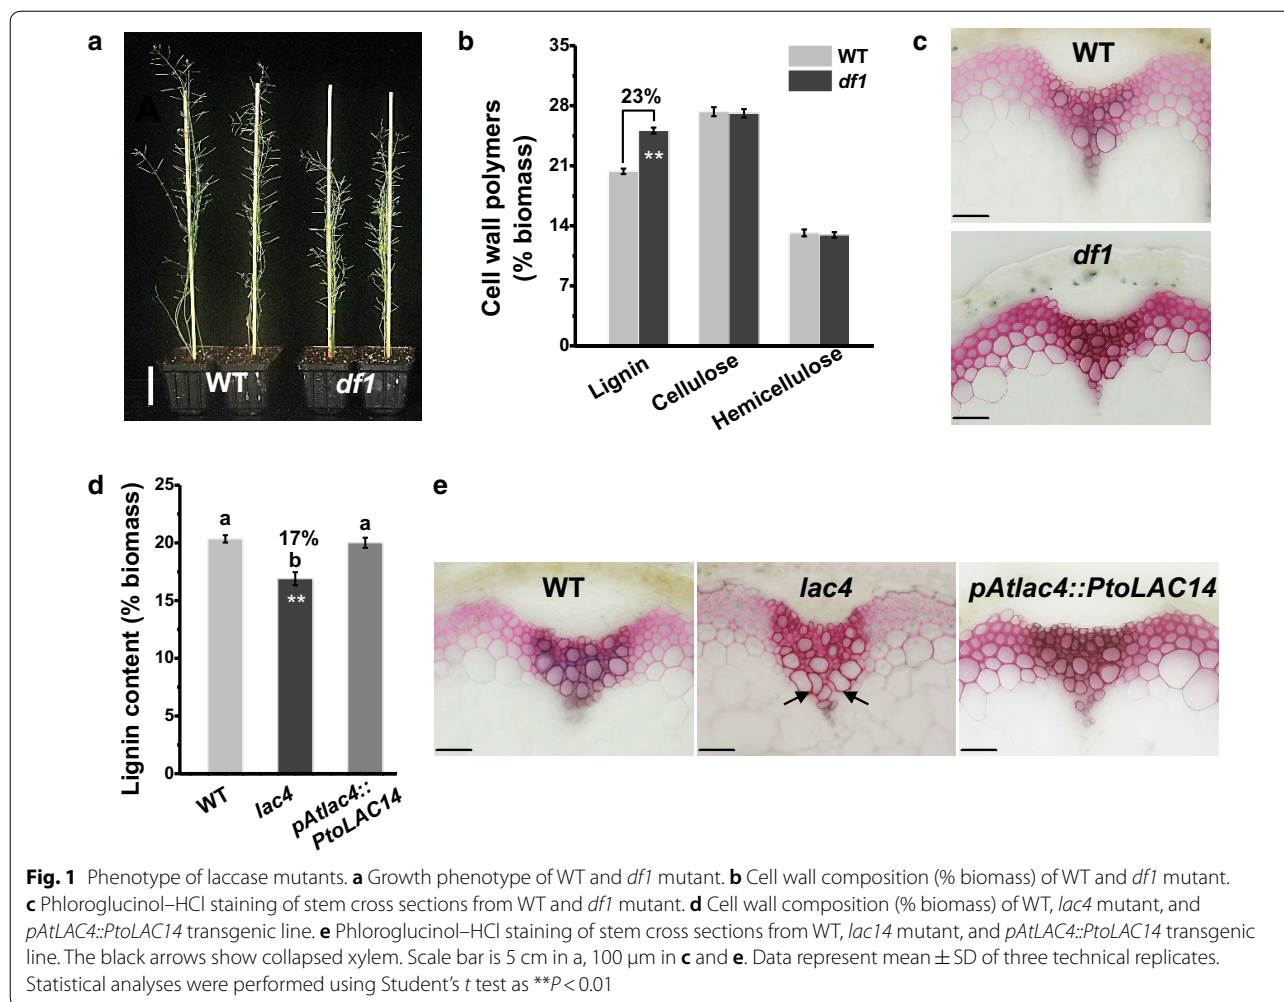 a
A
WT
df1
b
Cell wall polymers
(% biomass)
35
28
21
14
7
0
WT
df1
23%
**
Lignin
Cellulose
Hemicellulose
c
WT
df1
d
Lignin content (% biomass)
25
20
15
10
5
0
a
17%
b
**
a
WT
lac4
pAtlac4::
PtoLAC14
e
WT
lac4
pAtlac4::PtoLAC14
Fig. 1 Phenotype of laccase mutants. a Growth phenotype of WT and df1 mutant. b Cell wall composition (% biomass) of WT and df1 mutant.
c Phloroglucinol–HCl staining of stem cross sections from WT and df1 mutant. d Cell wall composition (% biomass) of WT, lac4 mutant, and
pAtLAC4::PtoLAC14 transgenic line. e Phloroglucinol–HCl staining of stem cross sections from WT, lac14 mutant, and pAtLAC4::PtoLAC14 transgenic
line. The black arrows show collapsed xylem. Scale bar is 5 cm in a, 100 μm in c and e. Data represent mean ± SD of three technical replicates.
Statistical analyses were performed using Student's t test as **P < 0.01